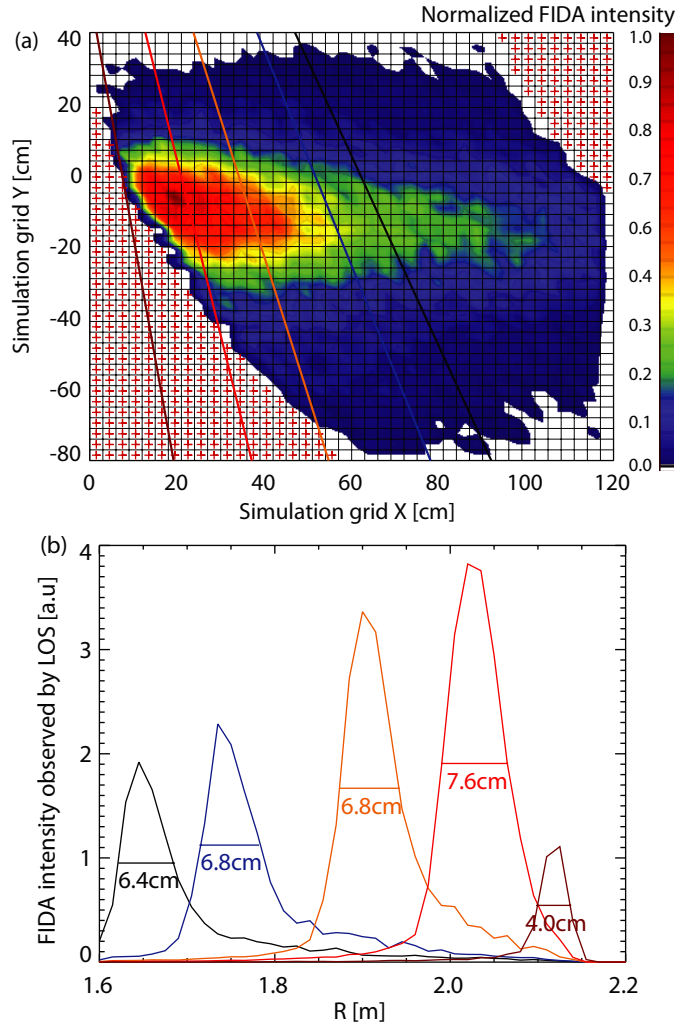 Normalized FIDA intensity
(a)
40
20
0
-20
-40
-60
-80
Simulation grid Y [cm]
0 20 40 60 80 100 120
Simulation grid X [cm]
1.0
0.9
0.8
0.7
0.6
0.5
0.4
0.3
0.2
0.1
0.0
(b)
4
3
2
1
0
FIDA intensity observed by LOS [a.u]
6.4cm
6.8cm
6.8cm
7.6cm
4.0cm
1.6 1.8 2.0 2.2
R [m]